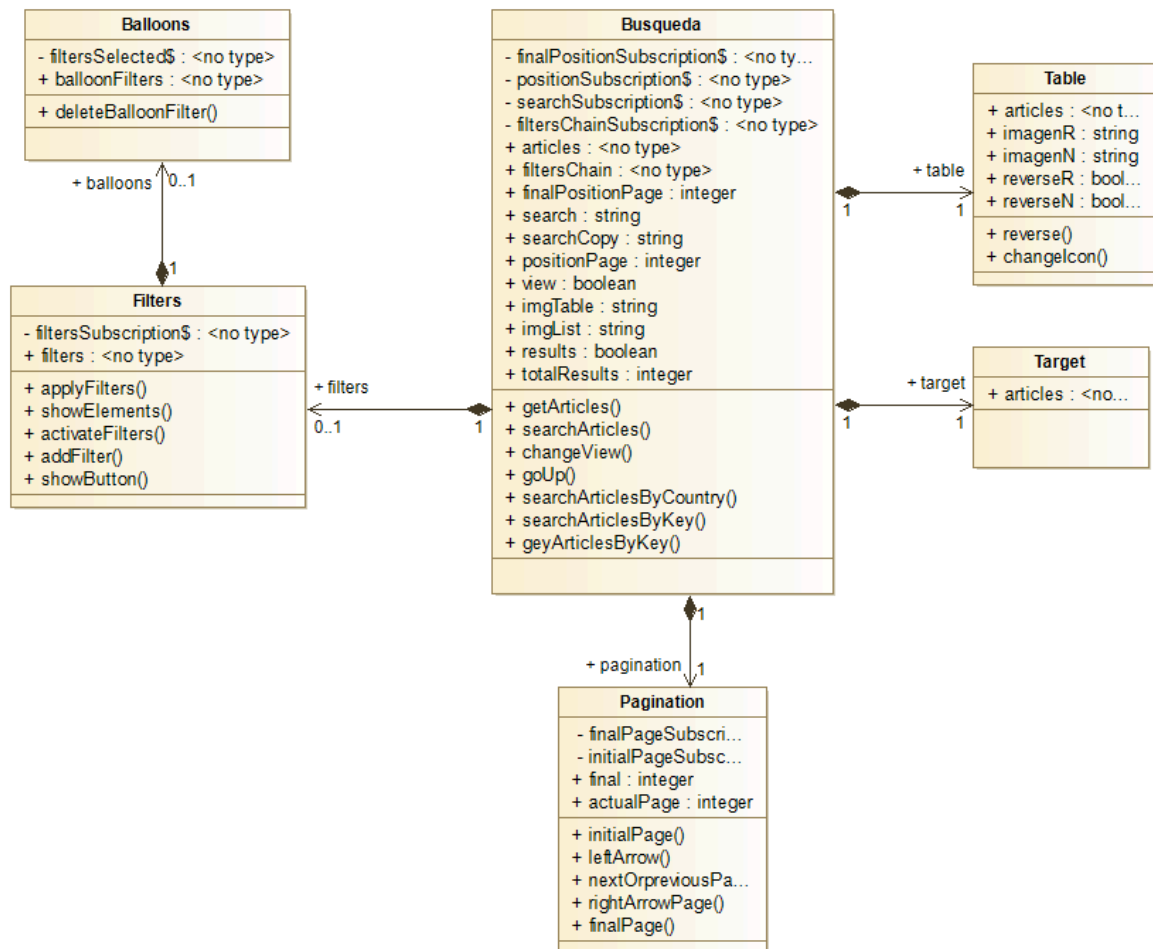 Balloons
- filtersSelected$ : <no type>
+ balloonFilters : <no type>
+ deleteBalloonFilter()
+ balloons
0..1
1
Filters
- filtersSubscription$ : <no type>
+ filters : <no type>
+ applyFilters()
+ showElements()
+ activateFilters()
+ addFilter()
+ showButton()
+ filters
0..1
1
Busqueda
- finalPositionSubscription$ : <no ty...
- positionSubscription$ : <no type>
- searchSubscription$ : <no type>
- filtersChainSubscription$ : <no type>
+ articles : <no type>
+ filtersChain : <no type>
+ finalPositionPage : integer
+ search : string
+ searchCopy : string
+ positionPage : integer
+ view : boolean
+ imgTable : string
+ imgList : string
+ results : boolean
+ totalResults : integer
+ getArticles()
+ searchArticles()
+ changeView()
+ goUp()
+ searchArticlesByCountry()
+ searchArticlesByKey()
+ geyArticlesByKey()
+ table
1
1
Table
+ articles : <no t...
+ imagenR : string
+ imagenN : string
+ reverseR : bool...
+ reverseN : bool...
+ reverse()
+ changeIcon()
+ target
1
1
Target
+ articles : <no...
1
+ pagination
1
Pagination
- finalPageSubscri...
- initialPageSubsc...
+ final : integer
+ actualPage : integer
+ initialPage()
+ leftArrow()
+ nextOrpreviousPa...
+ rightArrowPage()
+ finalPage()